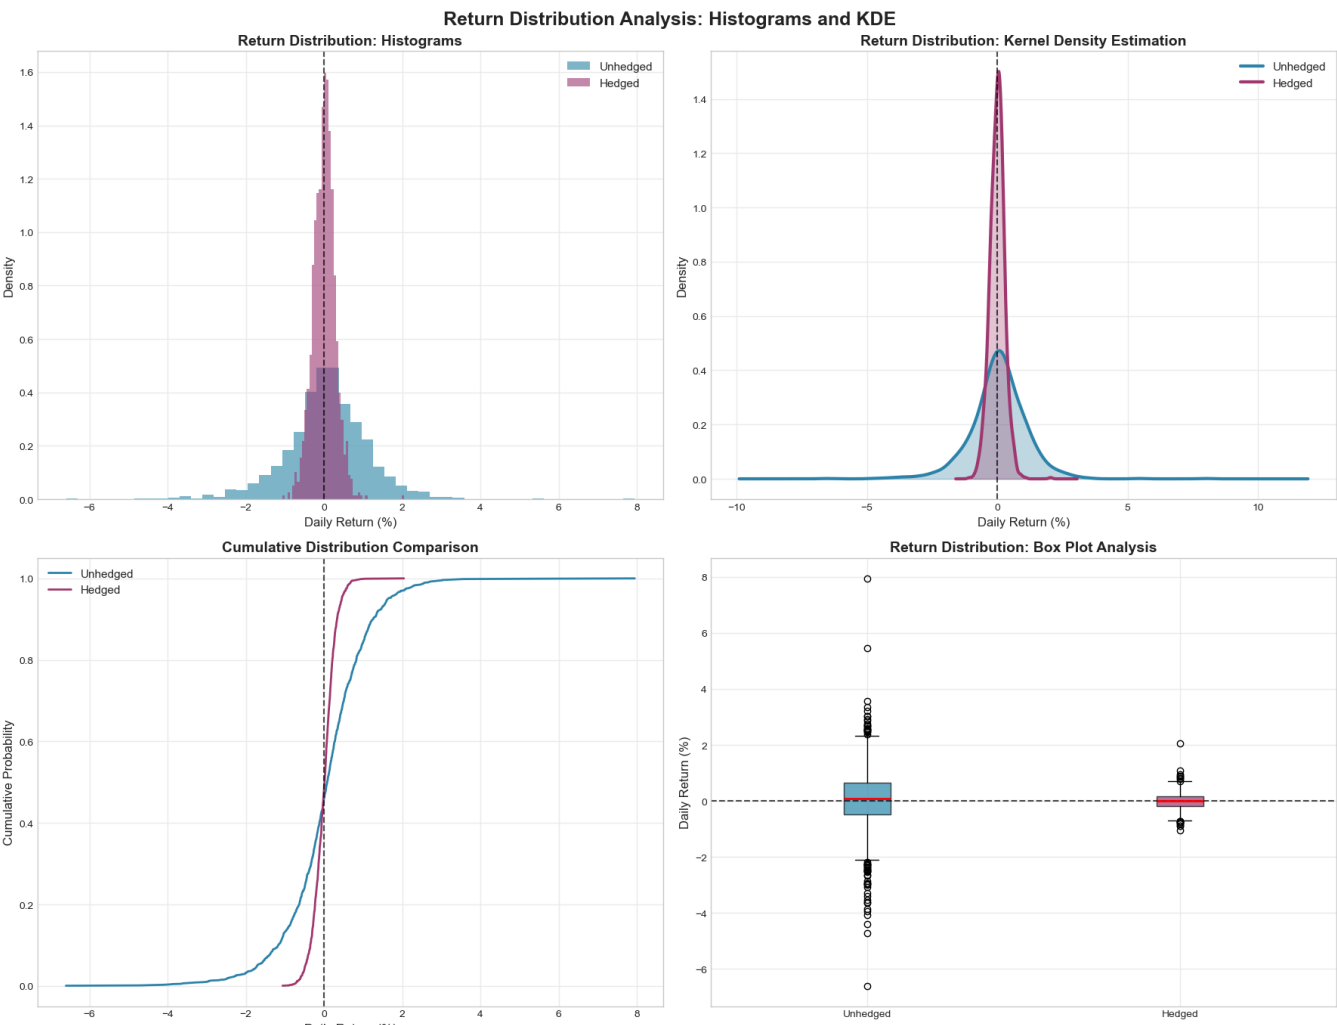 Return Distribution Analysis: Histograms and KDE
Return Distribution: Histograms
Unhedged
Hedged
Density
1.6
1.4
1.2
1.0
0.8
0.6
0.4
0.2
0.0
−6 −4 −2 0 2 4 6 8
Daily Return (%)
Return Distribution: Kernel Density Estimation
Unhedged
Hedged
Density
1.4
1.2
1.0
0.8
0.6
0.4
0.2
0.0
−10 −5 0 5 10
Daily Return (%)
Cumulative Distribution Comparison
Unhedged
Hedged
Cumulative Probability
1.0
0.8
0.6
0.4
0.2
0.0
−6 −4 −2 0 2 4 6 8
Daily Return (%)
Return Distribution: Box Plot Analysis
Daily Return (%)
8
6
4
2
0
−2
−4
−6
Unhedged Hedged